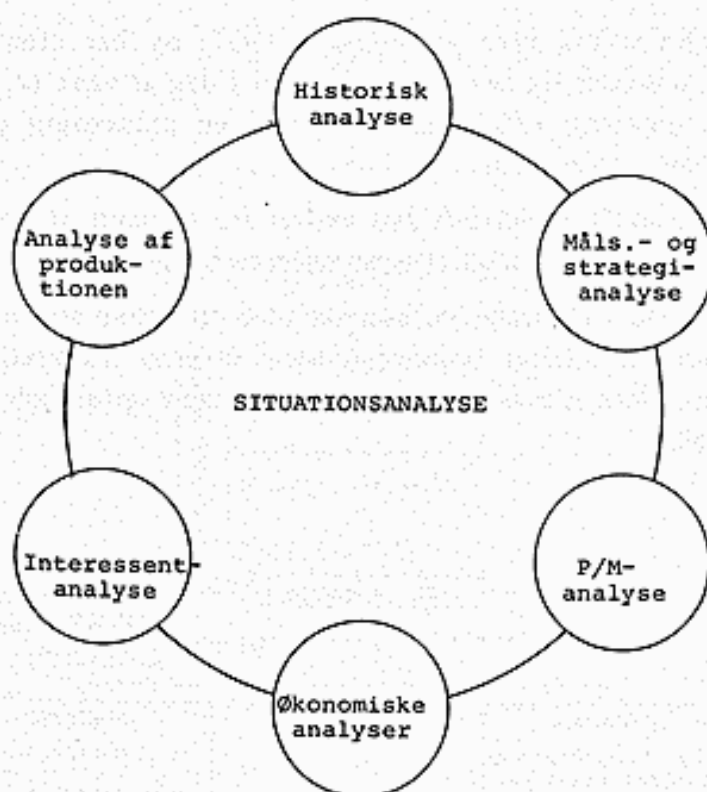 Historisk
analyse
Analyse af
produk-
tionen
Måls.- og
strategi-
analyse
SITUATIONSANALYSE
Interessent-
analyse
P/M-
analyse
Økonomiske
analyser